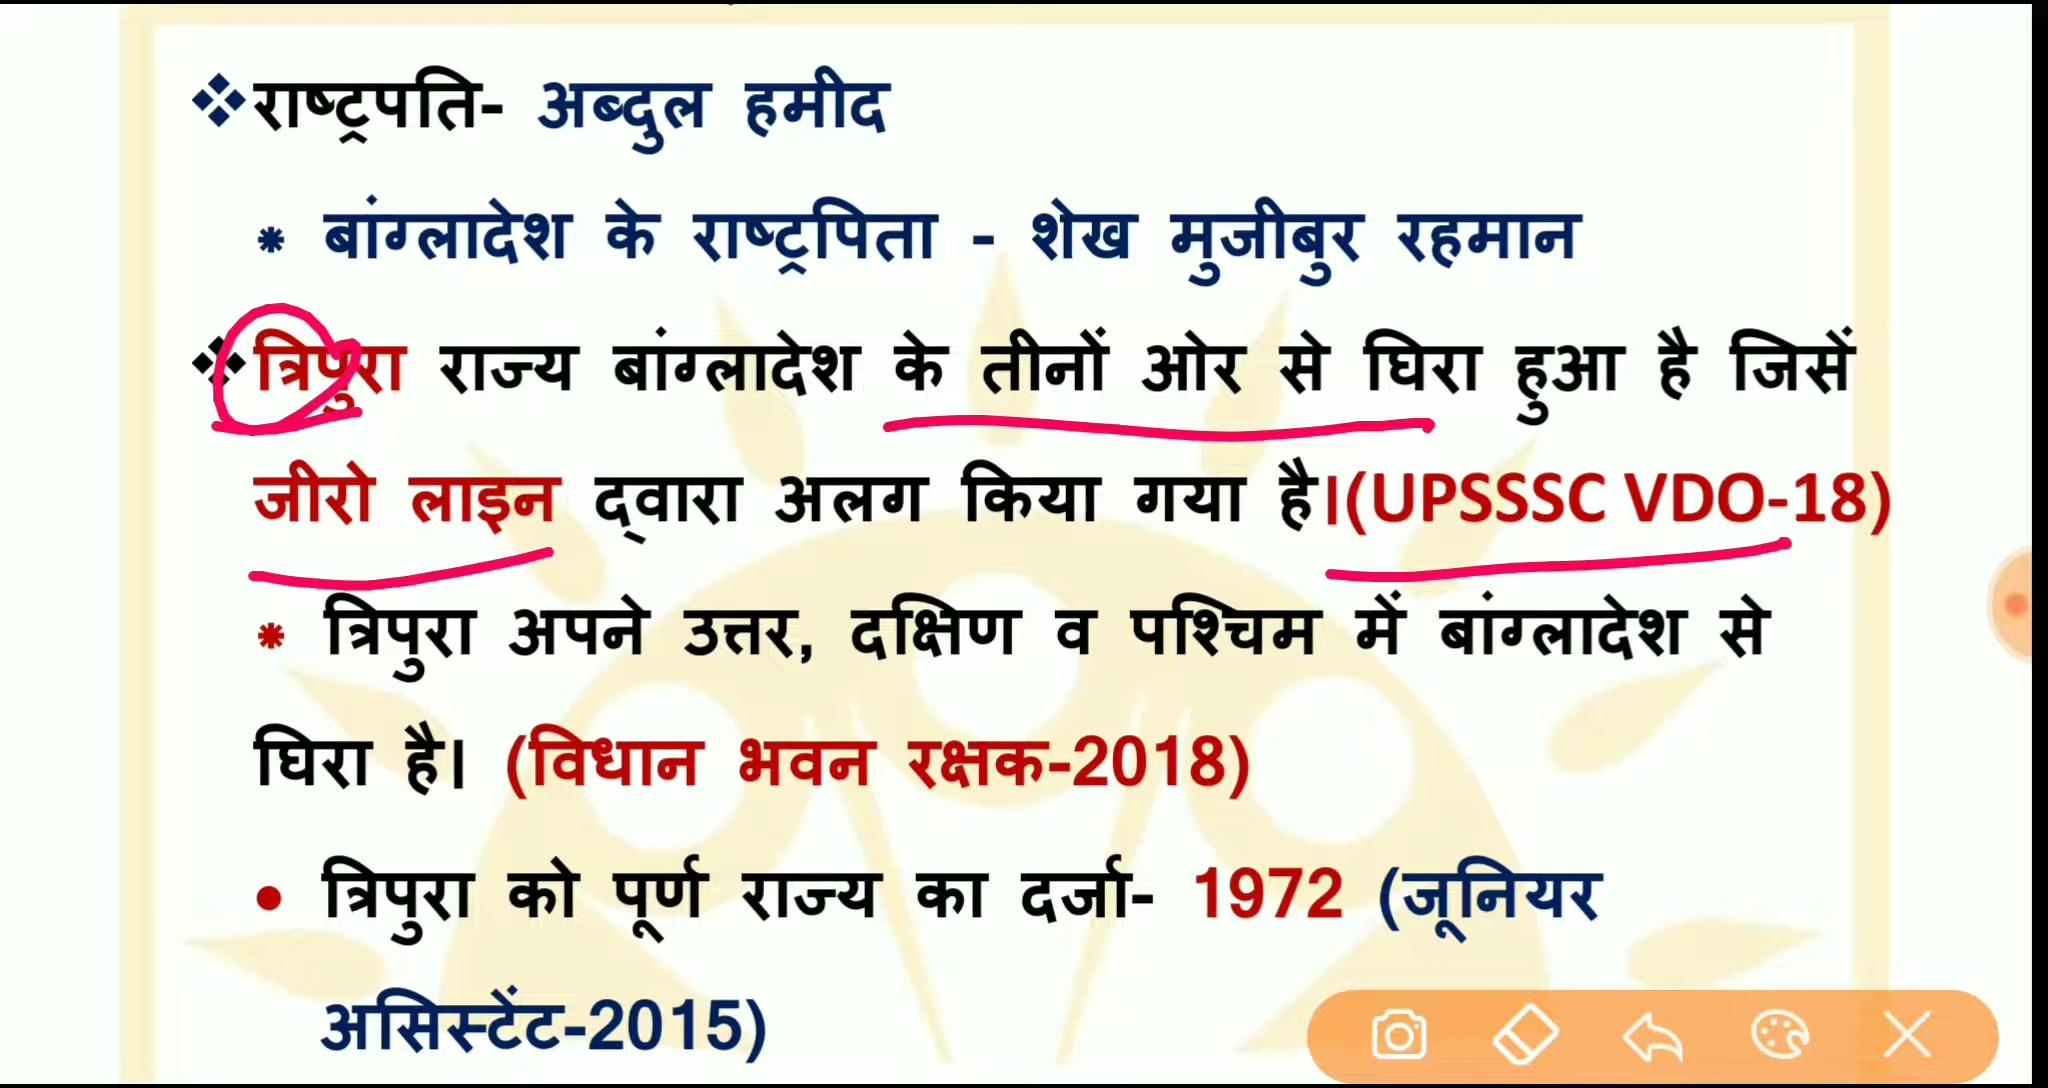 राष्ट्रपति- अब्दुल हमीद
* बांग्लादेश के राष्ट्रपिता - शेख मुजीबुर रहमान
त्रिपुरा राज्य बांग्लादेश के तीनों ओर से घिरा हुआ है जिसें
जीरो लाइन द्वारा अलग किया गया है।(UPSSSC VDO-18)
* त्रिपुरा अपने उत्तर, दक्षिण व पश्चिम में बांग्लादेश से
घिरा है। (विधान भवन रक्षक-2018)
• त्रिपुरा को पूर्ण राज्य का दर्जा- 1972 (जूनियर
असिस्टेंट-2015)